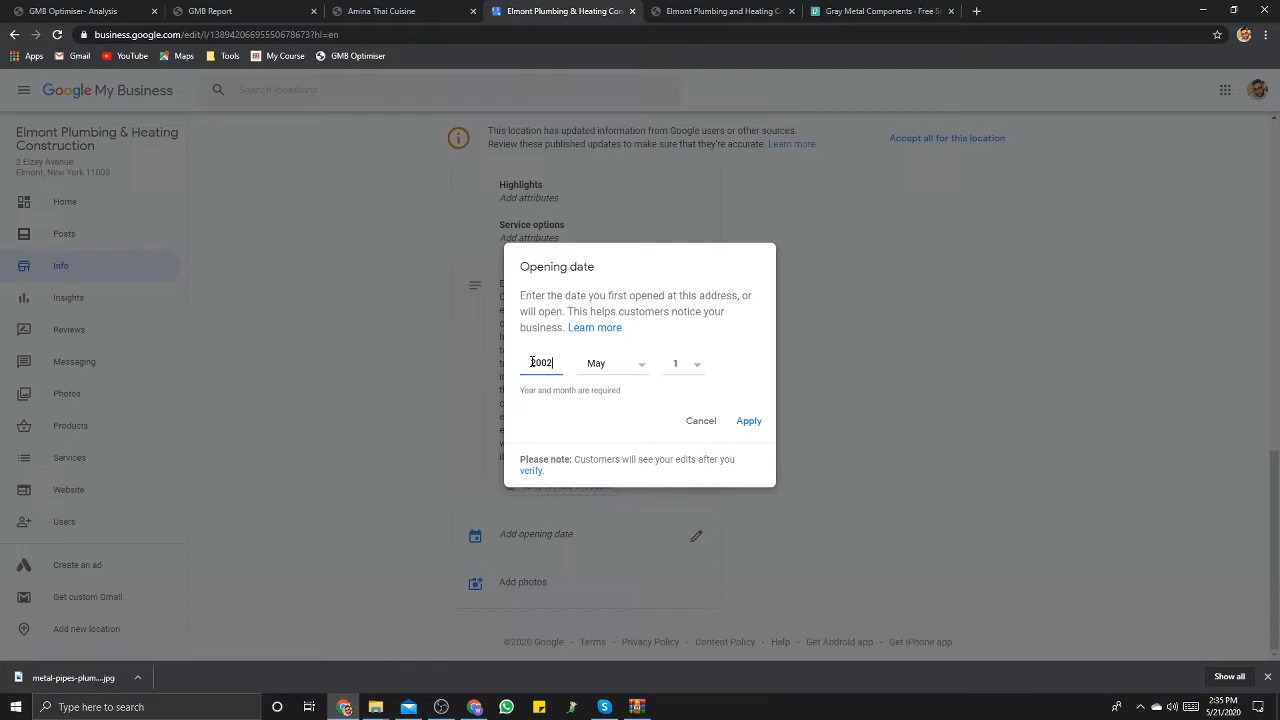 GMB Optimiser - Analysis
GMB Report
Amina Thai Cuisine
Elmont Plumbing & Heating Con
Elmont Plumbing and Heating C
Gray Metal Components - Free S
business.google.com/edit/l/13894206695550678673?hl=en
Apps
Gmail
YouTube
Maps
Tools
My Course
GMB Optimiser
Google My Business
Search locations
Elmont Plumbing & Heating
Construction
2 Elzey Avenue
Elmont, New York 11003
Home
Posts
Info
Insights
Reviews
Messaging
Photos
Products
Services
Website
Users
Create an ad
Get custom Gmail
Add new location
This location has updated information from Google users or other sources.
Review these published updates to make sure that they're accurate. Learn more
Accept all for this location
Highlights
Add attributes
Service options
Add attributes
Opening date
Enter the date you first opened at this address, or
will open. This helps customers notice your
business. Learn more
2002 May 1
Year and month are required
Cancel Apply
Please note: Customers will see your edits after you
verify.
Add opening date
Add photos
©2020 Google - Terms - Privacy Policy - Content Policy - Help - Get Android app - Get iPhone app
metal-pipes-plum....jpg
Show all
Type here to search
2:35 PM
5/21/2020